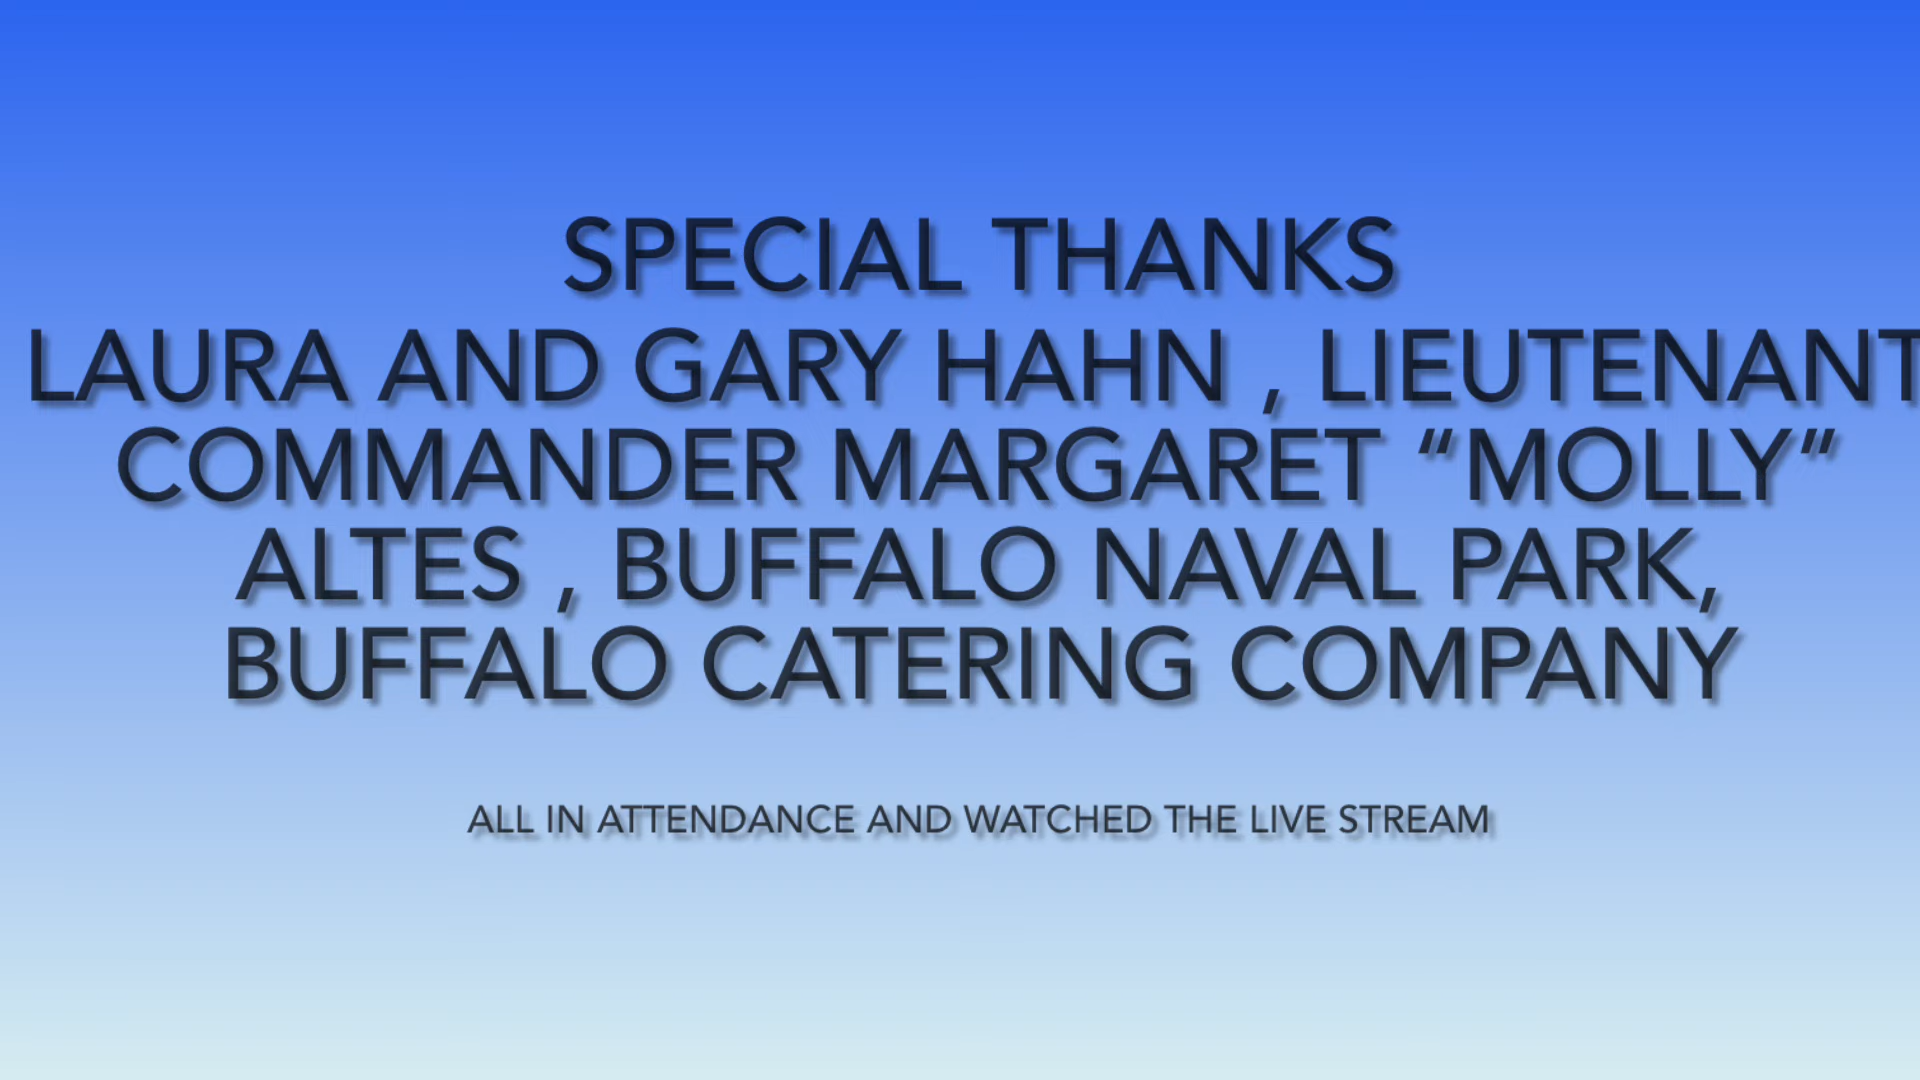 SPECIAL THANKS
LAURA AND GARY HAHN , LIEUTENANT
COMMANDER MARGARET “MOLLY”
ALTES , BUFFALO NAVAL PARK,
BUFFALO CATERING COMPANY
ALL IN ATTENDANCE AND WATCHED THE LIVE STREAM